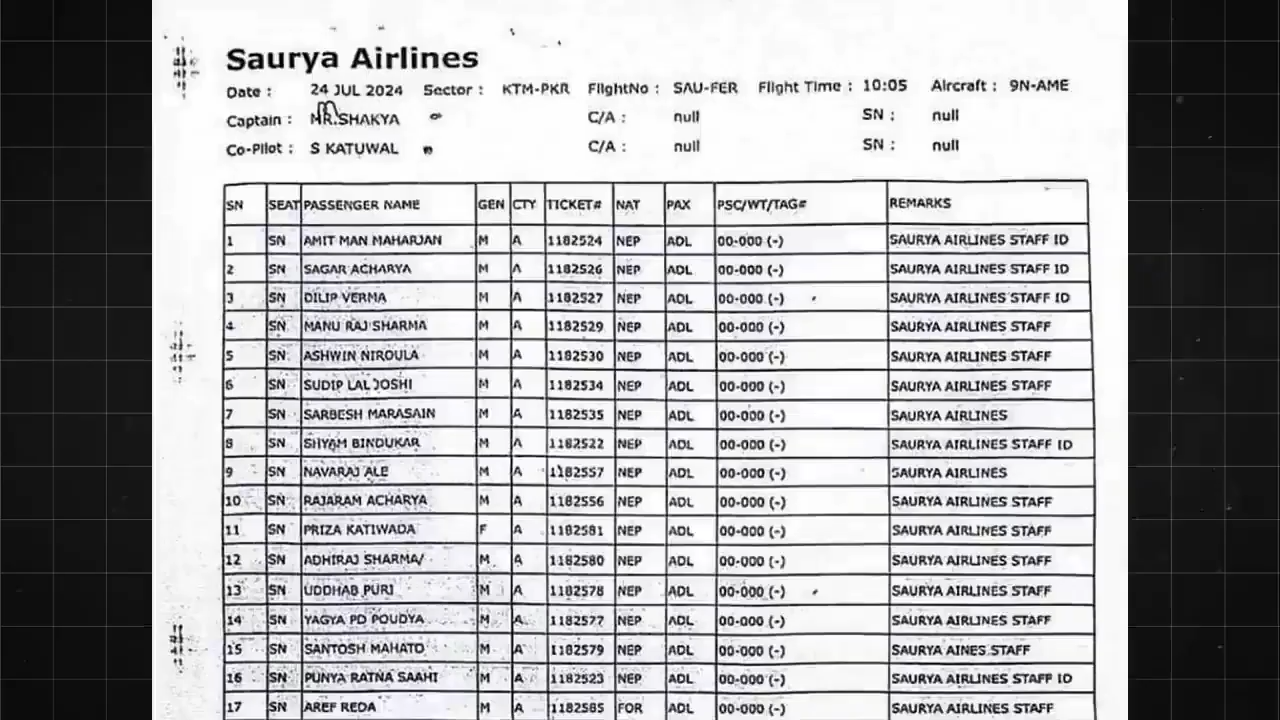 Saurya Airlines
Date : 24 JUL 2024 Sector : KTM-PKR FlightNo : SAU-FER Flight Time : 10:05 Aircraft : 9N-AME
Captain : MR.SHAKYA C/A : null SN : null
Co-Pilot : S KATUWAL C/A : null SN : null
SN SEAT PASSENGER NAME GEN CTY TICKET# NAT PAX PSC/WT/TAG# REMARKS
1 SN AMIT MAN MAHARJAN M A 1182524 NEP ADL 00-000 (-) SAURYA AIRLINES STAFF ID
2 SN SAGAR ACHARYA M A 1182526 NEP ADL 00-000 (-) SAURYA AIRLINES STAFF ID
3 SN DILIP VERMA M A 1182527 NEP ADL 00-000 (-) SAURYA AIRLINES STAFF ID
4 SN MANU RAJ SHARMA M A 1182529 NEP ADL 00-000 (-) SAURYA AIRLINES STAFF
5 SN ASHWIN NIROULA M A 1182530 NEP ADL 00-000 (-) SAURYA AIRLINES STAFF
6 SN SUDIP LAL JOSHI M A 1182534 NEP ADL 00-000 (-) SAURYA AIRLINES STAFF
7 SN SARBESH MARASAIN M A 1182535 NEP ADL 00-000 (-) SAURYA AIRLINES
8 SN SHYAM BINDUKAR M A 1182522 NEP ADL 00-000 (-) SAURYA AIRLINES STAFF ID
9 SN NAVARAJ ALE M A 1182557 NEP ADL 00-000 (-) SAURYA AIRLINES
10 SN RAJARAM ACHARYA M A 1182556 NEP ADL 00-000 (-) SAURYA AIRLINES STAFF
11 SN PRIZA KATIWADA F A 1182581 NEP ADL 00-000 (-) SAURYA AIRLINES STAFF
12 SN ADHIRAJ SHARMA/ M A 1182580 NEP ADL 00-000 (-) SAURYA AIRLINES STAFF
13 SN UDDHAB PURI M A 1182578 NEP ADL 00-000 (-) SAURYA AIRLINES STAFF
14 SN YAGYA PD POUDYA M A 1182577 NEP ADL 00-000 (-) SAURYA AIRLINES STAFF
15 SN SANTOSH MAHATO M A 1182579 NEP ADL 00-000 (-) SAURYA AINES STAFF
16 SN PUNYA RATNA SAAHI M A 1182523 NEP ADL 00-000 (-) SAURYA AIRLINES STAFF ID
17 SN AREF REDA M A 1182585 FOR ADL 00-000 (-) SAURYA AIRLINES STAFF